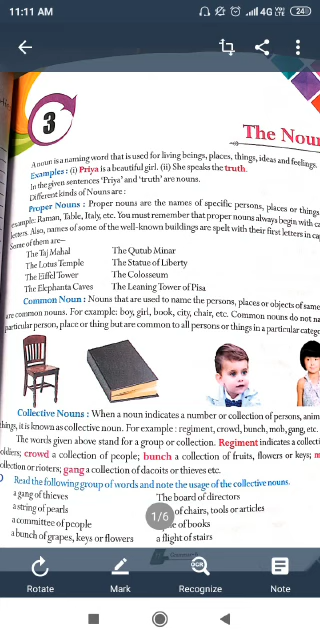 11:11 AM
4G
VoLTE
24
3
The Noun
A noun is a naming word that is used for living beings, places, things, ideas and feelings.
Examples : (i) Priya is a beautiful girl. (ii) She speaks the truth.
In the given sentences 'Priya' and 'truth' are nouns.
Different kinds of Nouns are :
Proper Nouns : Proper nouns are the names of specific persons, places or things
example: Raman, Table, Italy, etc. You must remember that proper nouns always begin with ca
letters. Also, names of some of the well-known buildings are spelt with their first letters in cap
Some of them are—
The Taj Mahal The Qutub Minar
The Lotus Temple The Statue of Liberty
The Eiffel Tower The Colosseum
The Elephanta Caves The Leaning Tower of Pisa
Common Noun : Nouns that are used to name the persons, places or objects of same
are common nouns. For example: boy, girl, book, city, chair, etc. Common nouns do not na
particular person, place or thing but are common to all persons or things in a particular categ
Collective Nouns : When a noun indicates a number or collection of persons, anim
things, it is known as collective noun. For example : regiment, crowd, bunch, mob, gang, etc.
The words given above stand for a group or collection. Regiment indicates a collecti
oldiers; crowd a collection of people; bunch a collection of fruits, flowers or keys; m
ollection or rioters; gang a collection of dacoits or thieves etc.
Read the following group of words and note the usage of the collective nouns.
a gang of thieves The board of directors
a string of pearls of chairs, tools or articles
a committee of people of books
a bunch of grapes, keys or flowers a flight of stairs
1/6
Rotate Mark Recognize Note
OCR